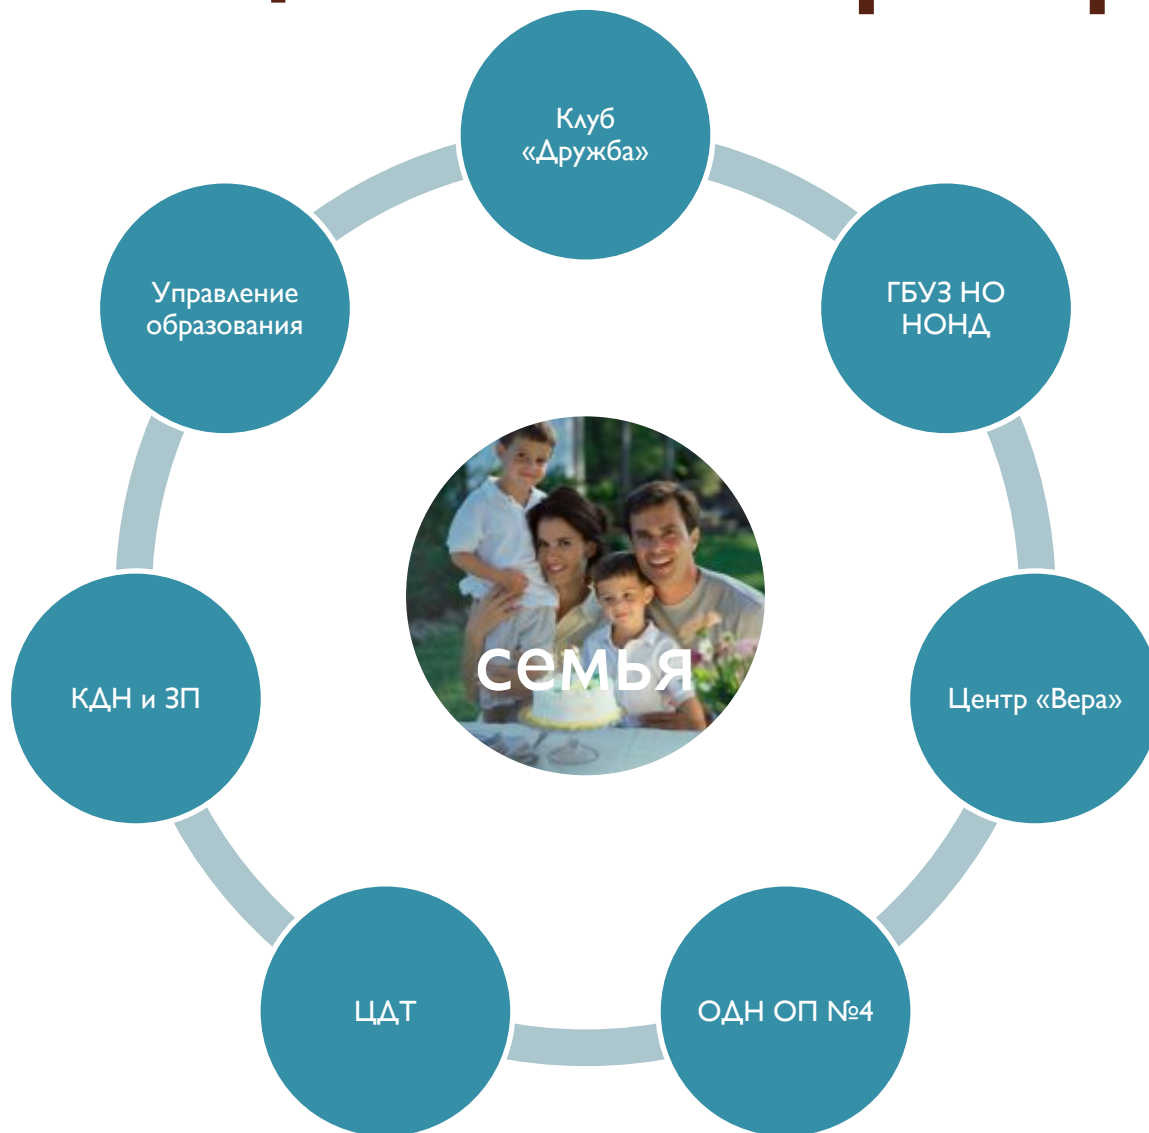 Клуб
«Дружба»
ГБУЗ НО
НОНД
Центр «Вера»
ОДН ОП №4
ЦДТ
КДН и ЗП
Управление
образования
семья